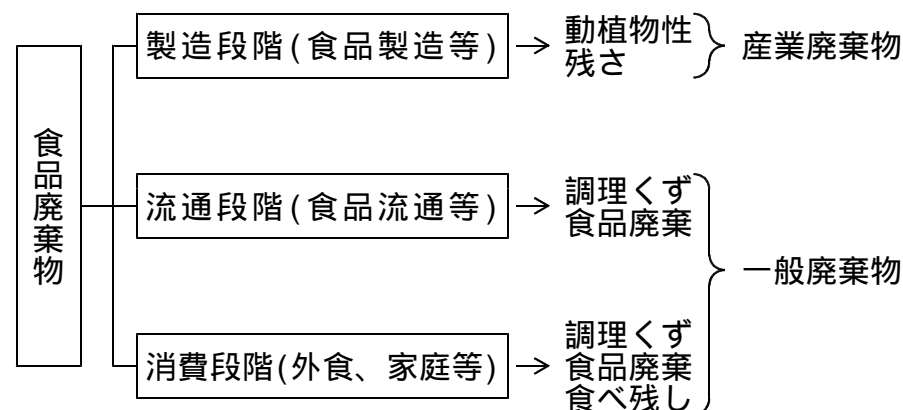 食品廃棄物
製造段階(食品製造等)
動植物性
残さ
産業廃棄物
流通段階(食品流通等)
調理くず
食品廃棄
一般廃棄物
消費段階(外食、家庭等)
調理くず
食品廃棄
食べ残し